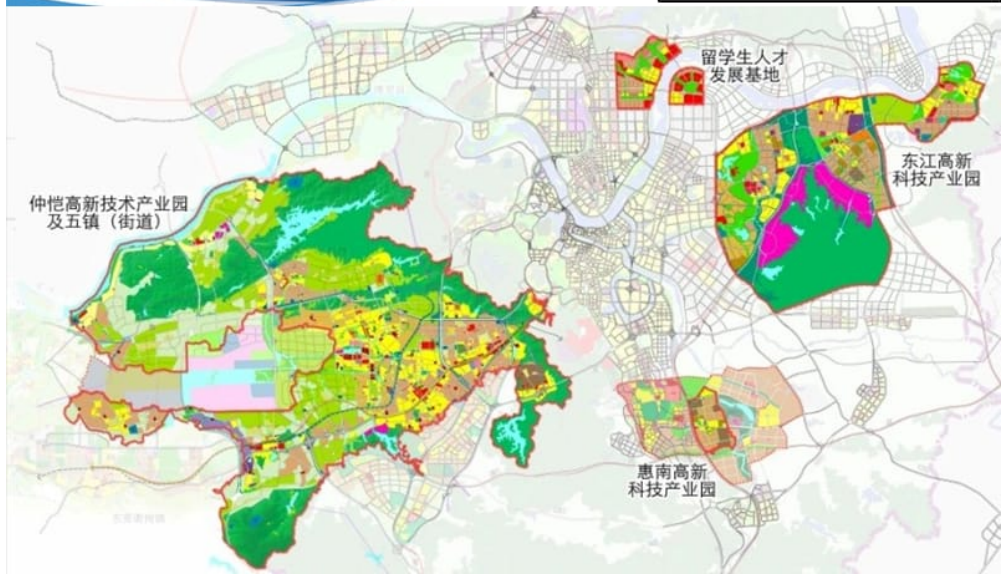 留学生人才
发展基地
东江高新
科技产业园
仲恺高新技术产业园
及五镇（街道）
惠南高新
科技产业园